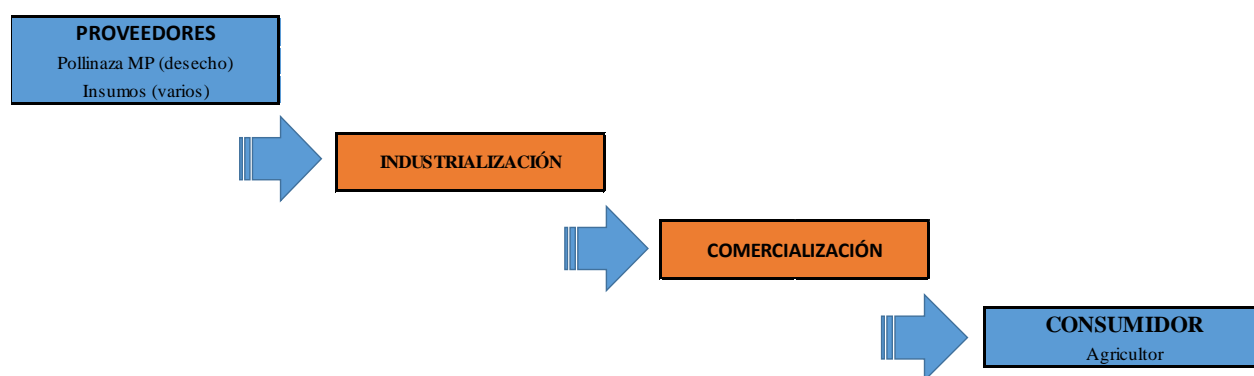 PROVEEDORES
Pollinaza MP (desecho)
Insumos (varios)
INDUSTRIALIZACIÓN
COMERCIALIZACIÓN
CONSUMIDOR
Agricultor